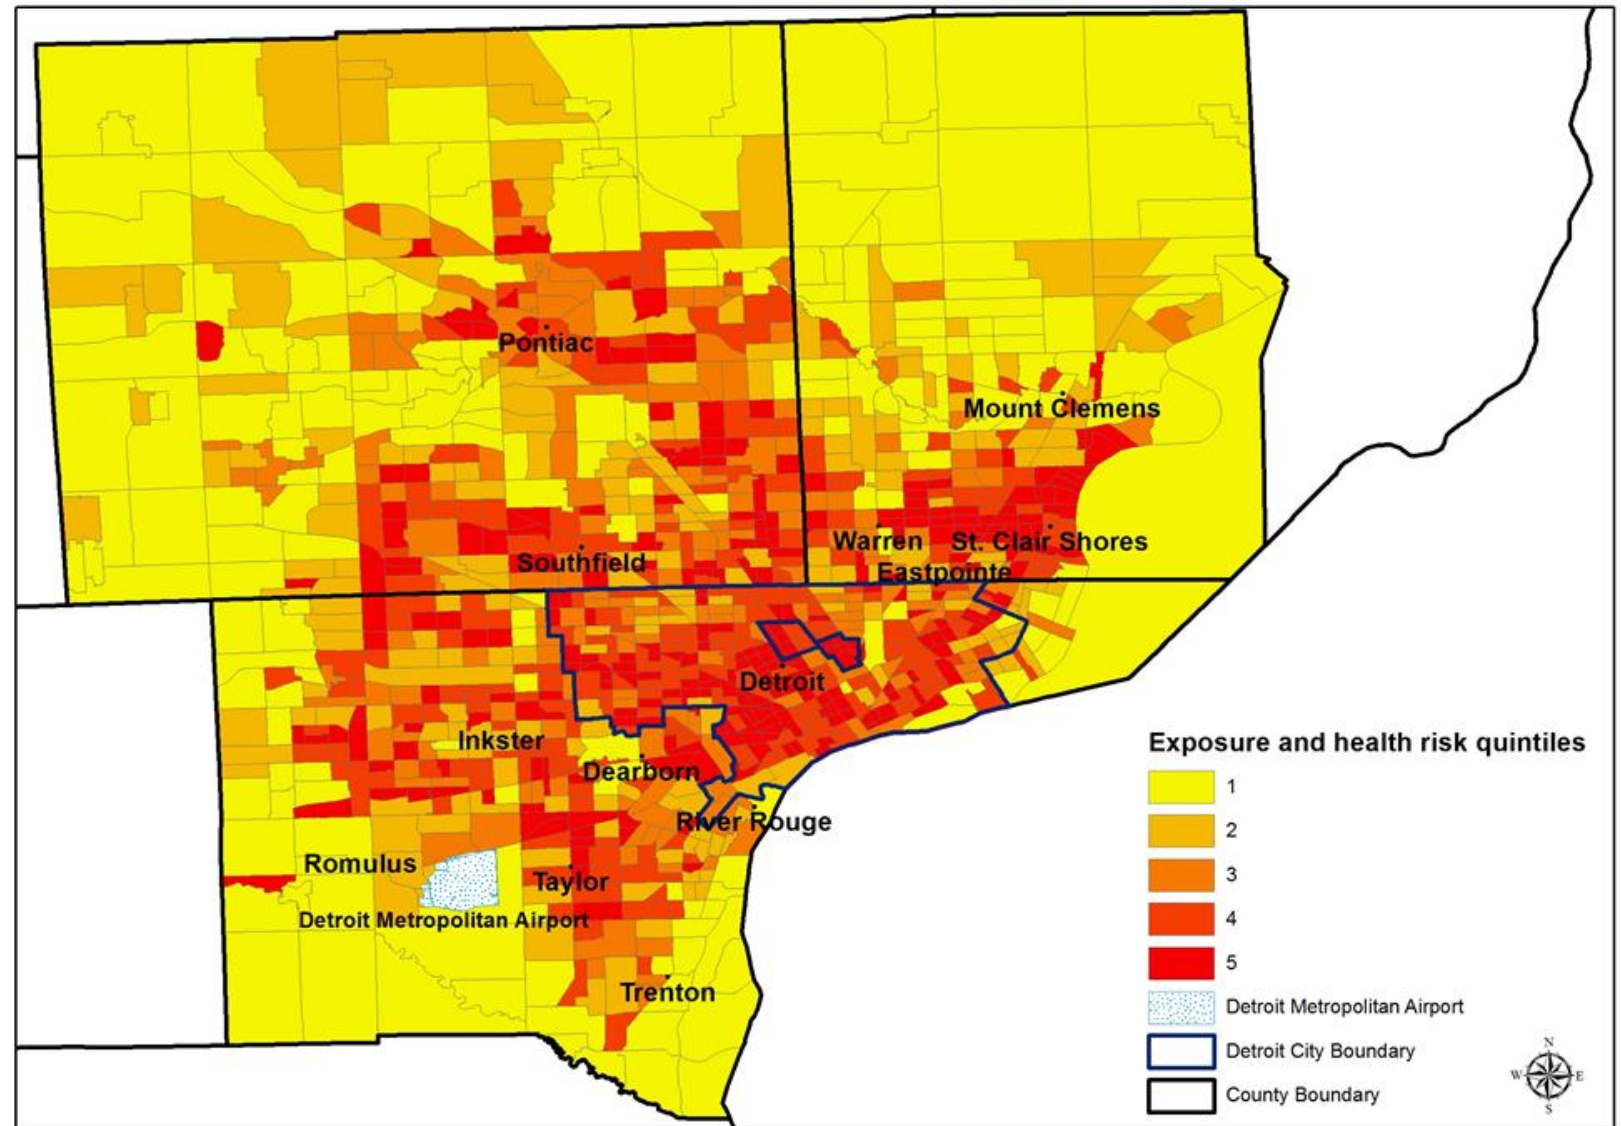 Pontiac
Mount Clemens
Warren
St. Clair Shores
Southfield
Eastpointe
Detroit
Inkster
Dearborn
River Rouge
Romulus
Taylor
Detroit Metropolitan Airport
Trenton
Exposure and health risk quintiles
1
2
3
4
5
Detroit Metropolitan Airport
Detroit City Boundary
County Boundary
N
W
E
S